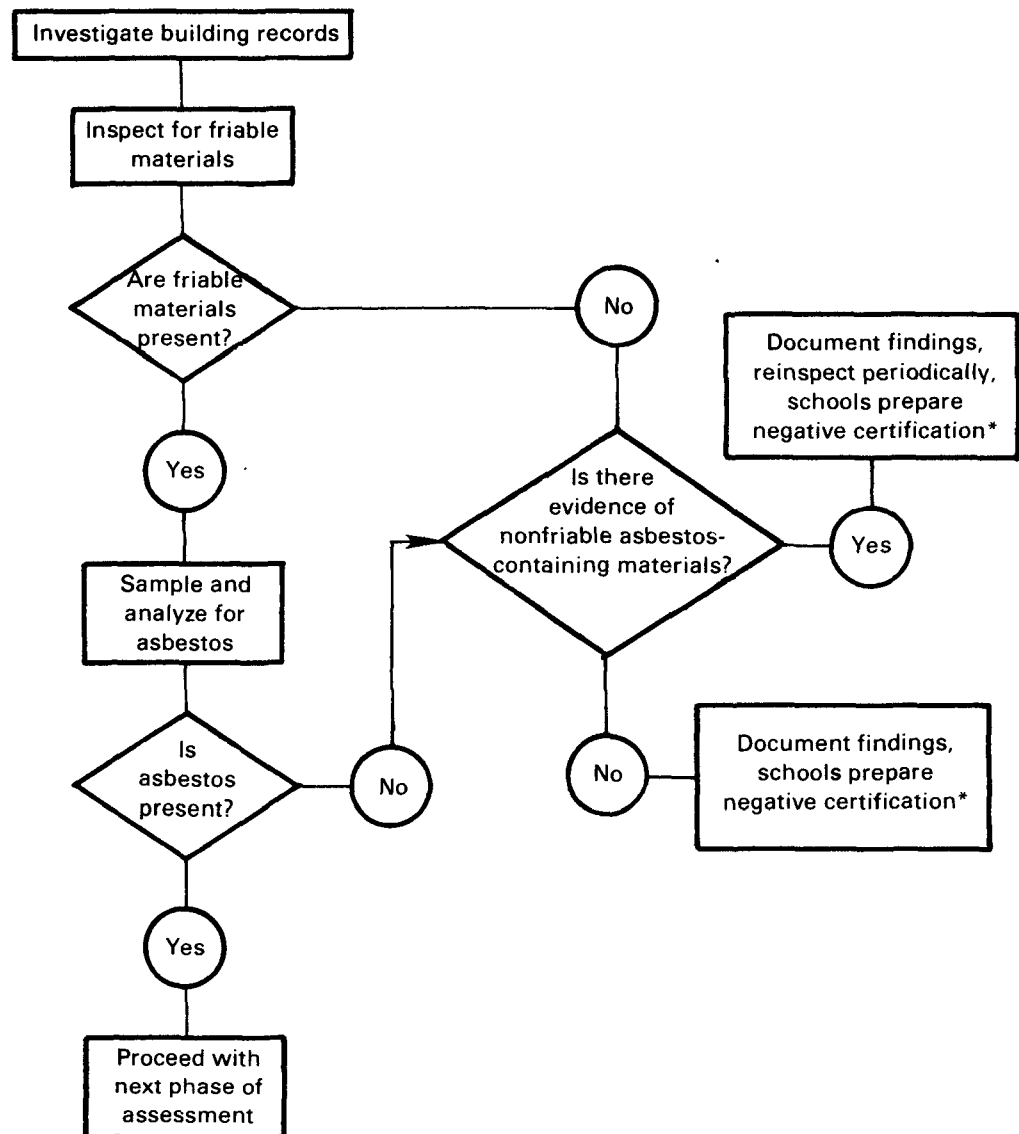 Investigate building records
Inspect for friable
materials
Are friable
materials
present?
No
Yes
Document findings,
reinspect periodically,
schools prepare
negative certification*
Is there
evidence of
nonfriable asbestos-
containing materials?
Yes
Sample and
analyze for
asbestos
Is
asbestos
present?
No
No
Document findings,
schools prepare
negative certification*
Yes
Proceed with
next phase of
assessment